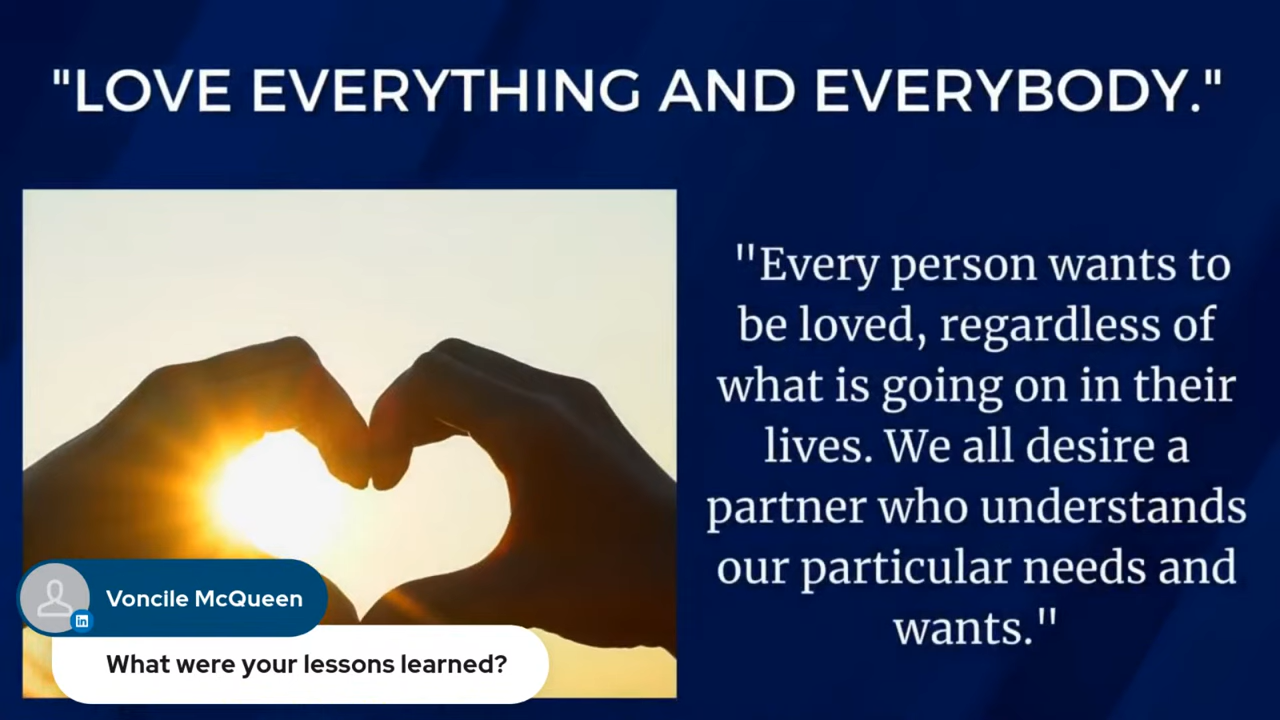 "LOVE EVERYTHING AND EVERYBODY."
"Every person wants to
be loved, regardless of
what is going on in their
lives. We all desire a
partner who understands
our particular needs and
wants."
Voncile McQueen
in
What were your lessons learned?